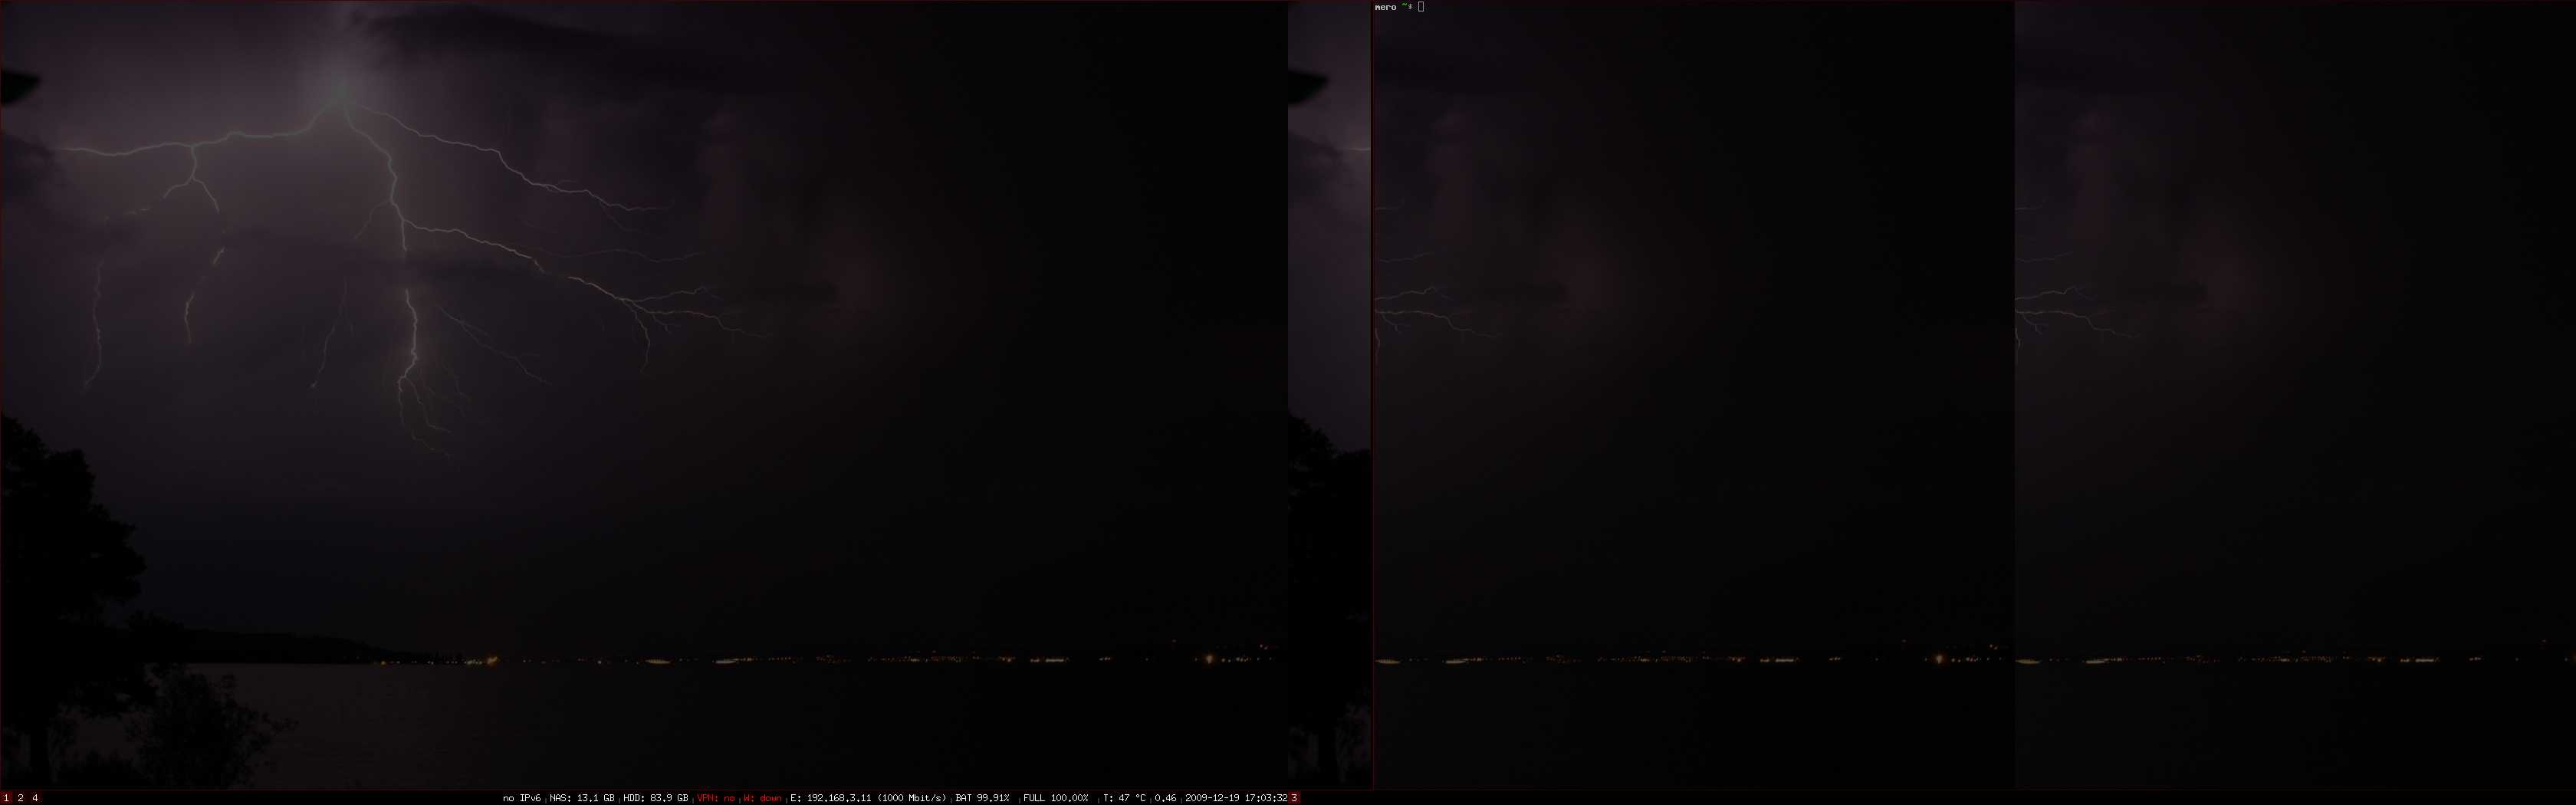 mero ~$
1 2 4 no IPv6 | NAS: 13.1 GB | HDD: 83.9 GB | VPN: no | W: down | E: 192.168.3.11 (1000 Mbit/s) | BAT 99.91% | FULL 100.00% | T: 47 °C | 0.46 | 2009-12-19 17:03:32 3